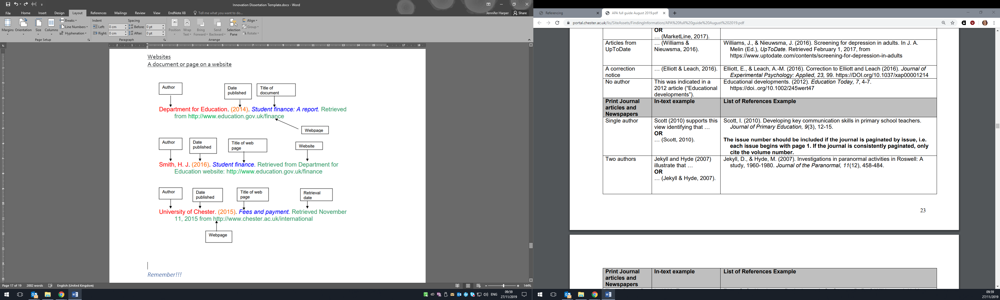 Innovation Dissertation Template.docx - Word
File Home Insert Design Layout References Mailings Review View EndNote X8 Tell me what you want to do...
Jennifer Harper Share
Margins Orientation Size Columns
Breaks
Line Numbers
Hyphenation
Page Setup
Indent Spacing
Left: 0 cm Before: 0 pt
Right: 0 cm After: 0 pt
Paragraph
Position Wrap Text Bring Forward Send Backward Selection Pane
Align
Group
Rotate
Arrange
Websites
A document or page on a website
Author
Date published
Title of document
Department for Education. (2014). Student finance: A report. Retrieved
from http://www.education.gov.uk/finance
Webpage
Author
Date published
Title of web page
Website
Smith, H. J. (2016). Student finance. Retrieved from Department for
Education website: http://www.education.gov.uk/finance
Author
Date published
Title of web page
Retrieval date
University of Chester. (2015). Fees and payment. Retrieved November
11, 2015 from http://www.chester.ac.uk/international
Webpage
Remember!!!
Page 17 of 19 2002 words English (United Kingdom)
144%
ENG
09:59
27/11/2019
Referencing
APA full guide August 2019.pdf
portal.chester.ac.uk/lis/SiteAssets/FindingInformation/APA%20full%20guide%20August%202019.pdf
OR
… (MarketLine, 2017).
Articles from
UpToDate
… (Williams &
Nieuwsma, 2016).
Williams, J., & Nieuwsma, J. (2016). Screening for depression in adults. In J. A.
Melin (Ed.), UpToDate. Retrieved February 1, 2017, from
https://www.uptodate.com/contents/screening-for-depression-in-adults
A correction
notice
… (Elliott & Leach, 2016).
Elliott, E., & Leach, A.-M. (2016). Correction to Elliott and Leach (2016). Journal of
Experimental Psychology: Applied, 23, 99. https://DOI.org/10.1037/xap00001214
No author
This was indicated in a
2012 article (“Educational
developments”).
Educational developments. (2012). Education Today, 7, 4-7.
https://doi..org/10.1002/245wert47
Print Journal
articles and
Newspapers
In-text example
List of References Example
Single author
Scott (2010) supports this
view identifying that …
OR
… (Scott, 2010).
Scott, I. (2010). Developing key communication skills in primary school teachers.
Journal of Primary Education, 9(3), 12-15.
The issue number should be included if the journal is paginated by issue, i.e.
each issue begins with page 1. If the journal is consistently paginated, only
cite the volume number.
Two authors
Jekyll and Hyde (2007)
illustrate that …
OR
… (Jekyll & Hyde, 2007).
Jekyll, D., & Hyde, M. (2007). Investigations in paranormal activities in Roswell: A
study, 1960-1980. Journal of the Paranormal, 11(12), 458-484.
23
Print Journal
articles and
Newspapers
In-text example
List of References Example
09:59
27/11/2019